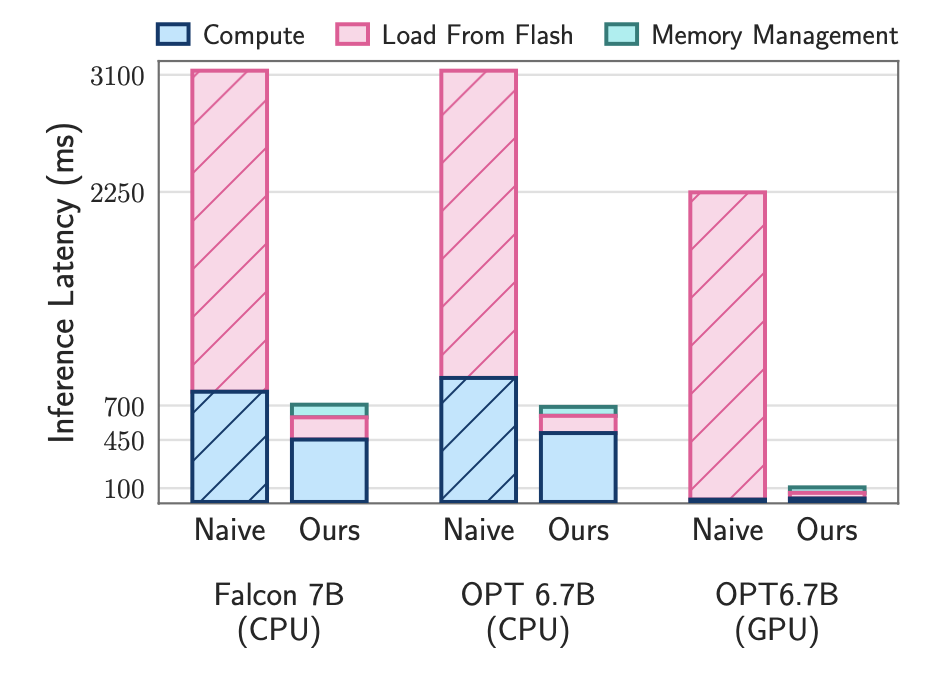 Compute Load From Flash Memory Management
Inference Latency (ms)
3100
2250
700
450
100
Naive Ours Naive Ours Naive Ours
Falcon 7B OPT 6.7B OPT6.7B
(CPU) (CPU) (GPU)